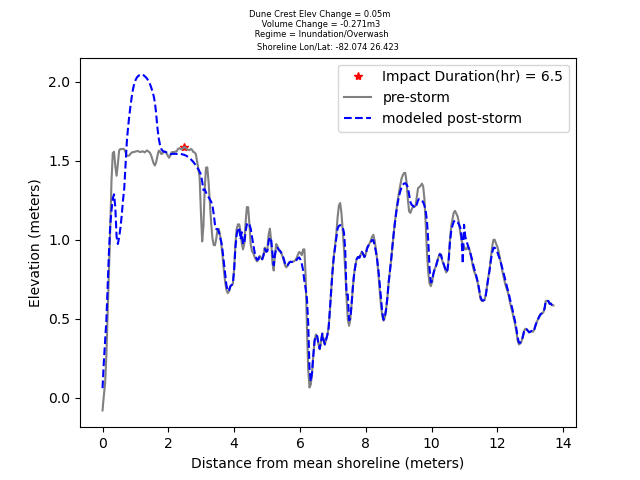 Dune Crest Elev Change = 0.05m
Volume Change = -0.271m3
Regime = Inundation/Overwash
Shoreline Lon/Lat: -82.074 26.423
Impact Duration(hr) = 6.5
pre-storm
modeled post-storm
Elevation (meters)
2.0
1.5
1.0
0.5
0.0
0 2 4 6 8 10 12 14
Distance from mean shoreline (meters)